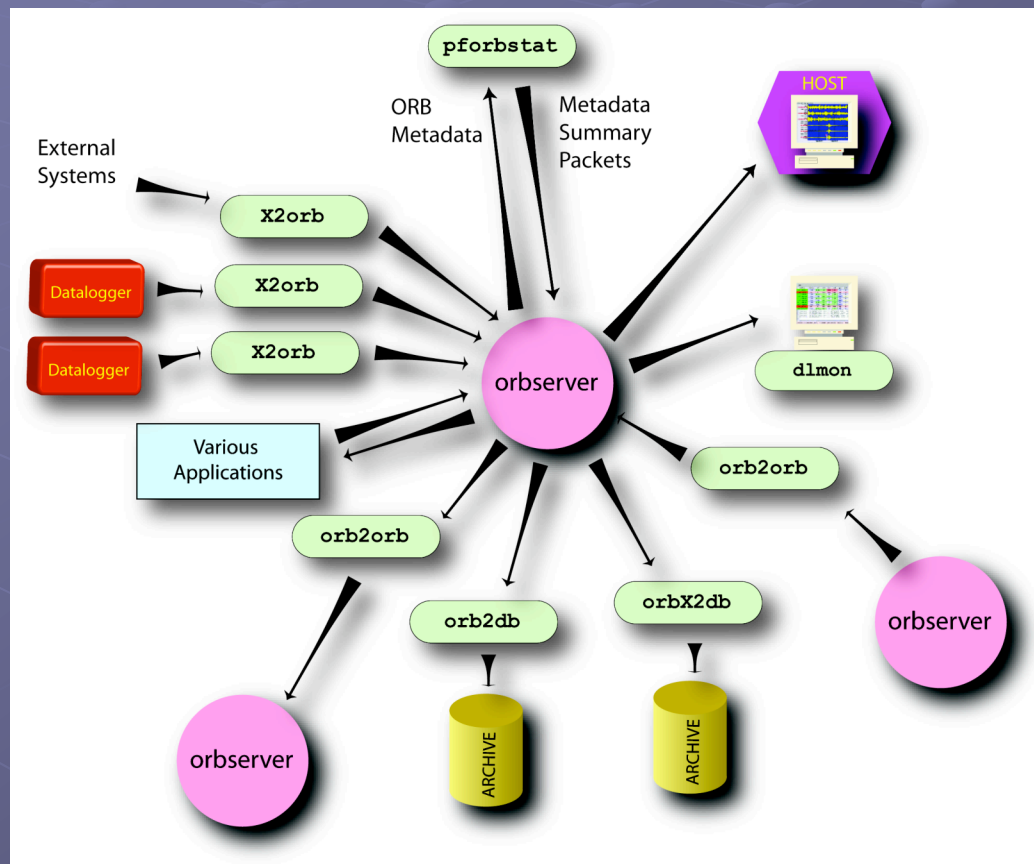 pforbstat
HOST
ORB
Metadata
Metadata
Summary
Packets
External
Systems
X2orb
Datalogger
X2orb
Datalogger
X2orb
orbserver
dlmon
Various
Applications
orb2orb
orb2orb
orb2db
orbX2db
orbserver
orbserver
ARCHIVE
ARCHIVE